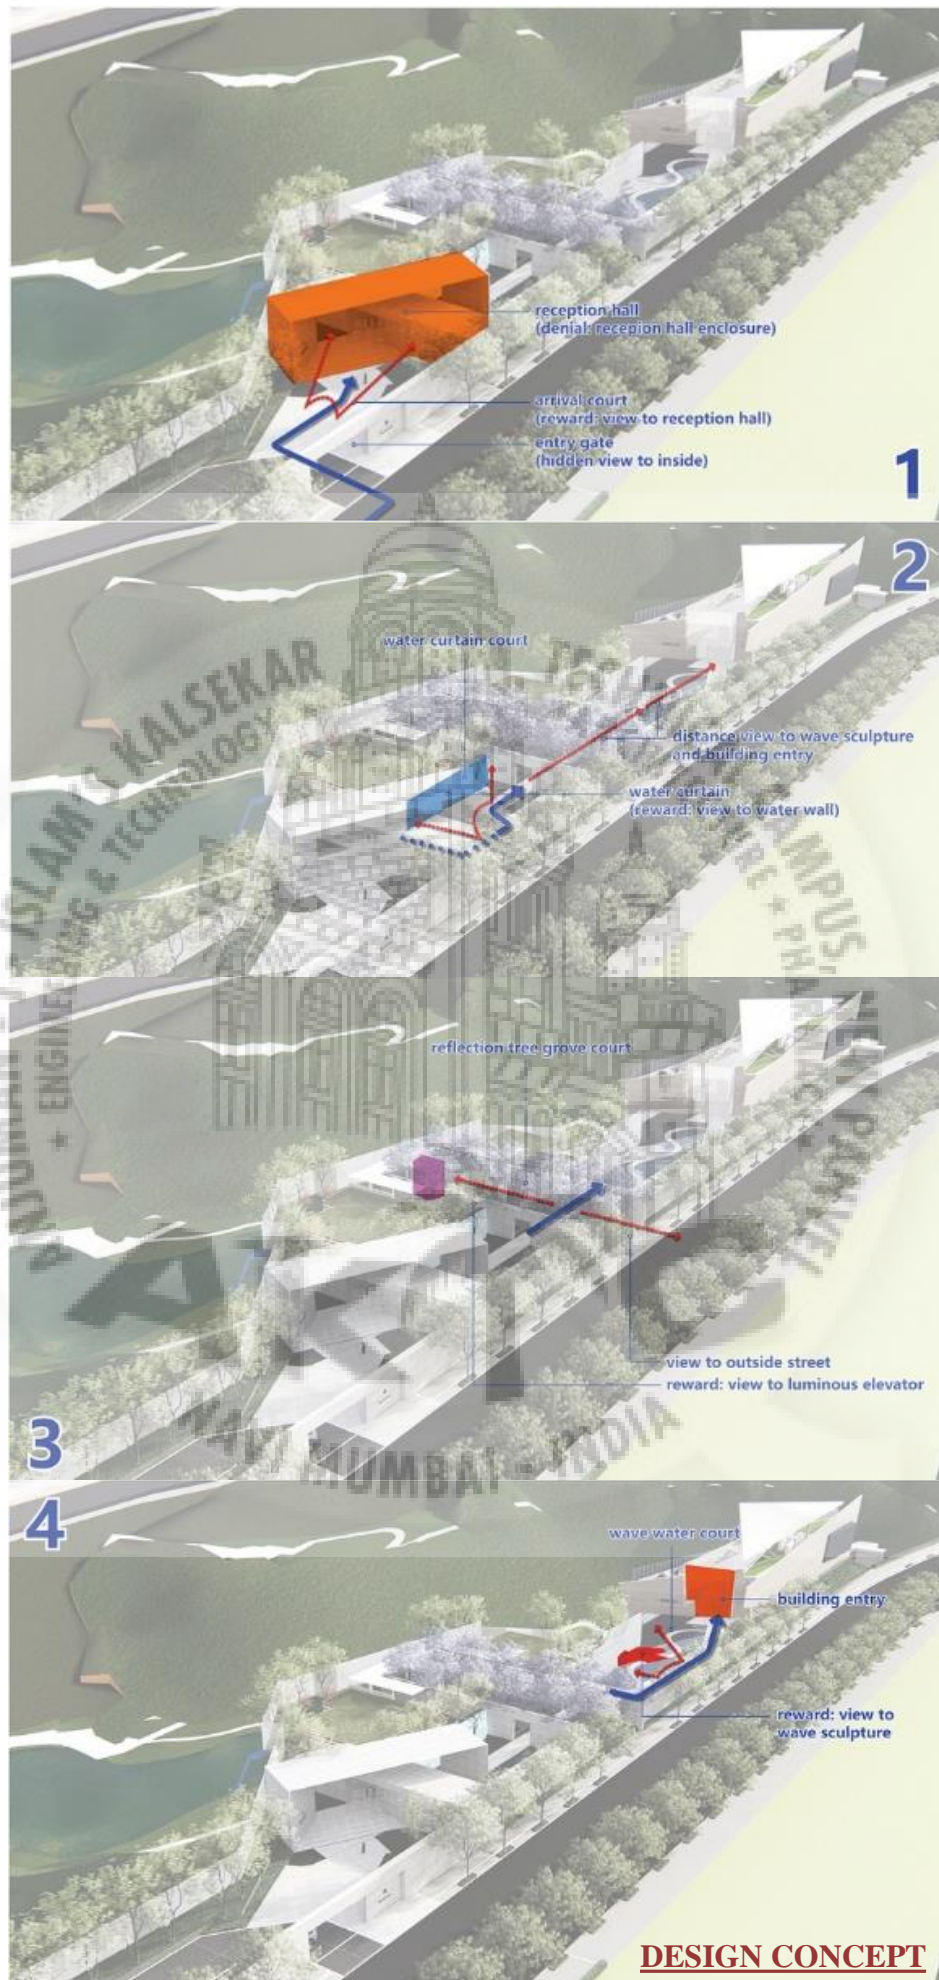 reception hall
(denial: recepion hall enclosure)
arrival court
(reward: view to reception hall)
entry gate
(hidden view to inside)
1
2
water curtain court
distance view to wave sculpture
and building entry
water curtain
(reward: view to water wall)
reflection tree grove court
view to outside street
reward: view to luminous elevator
3
4
wave water court
building entry
reward: view to
wave sculpture
DESIGN CONCEPT
KALSEKAR
ENGINEERING & TECHNOLOGY
NAVI MUMBAI - INDIA